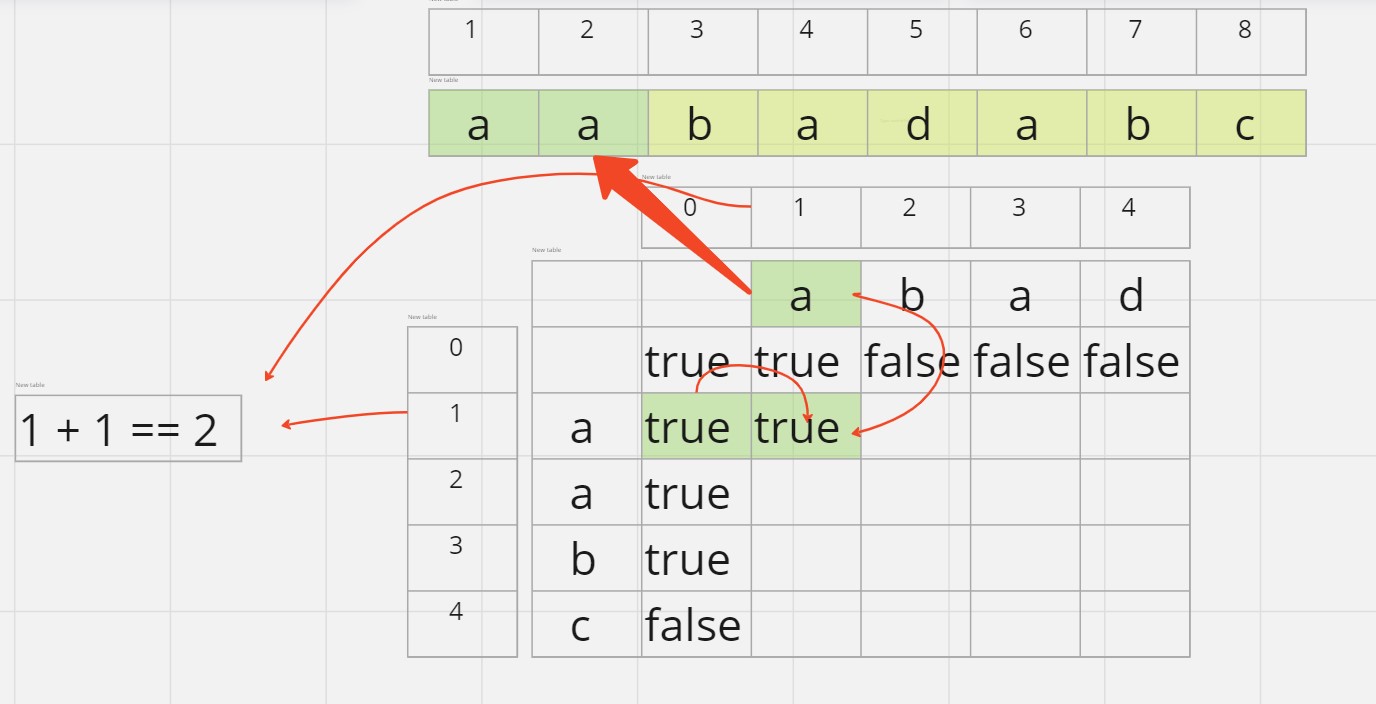 New table
1 2 3 4 5 6 7 8
New table
a a b a d a b c
New table
0 1 2 3 4
New table
a b a d
New table
0
true true false false false
New table
1 + 1 == 2
1
a true true
2
a true
3
b true
4
c false